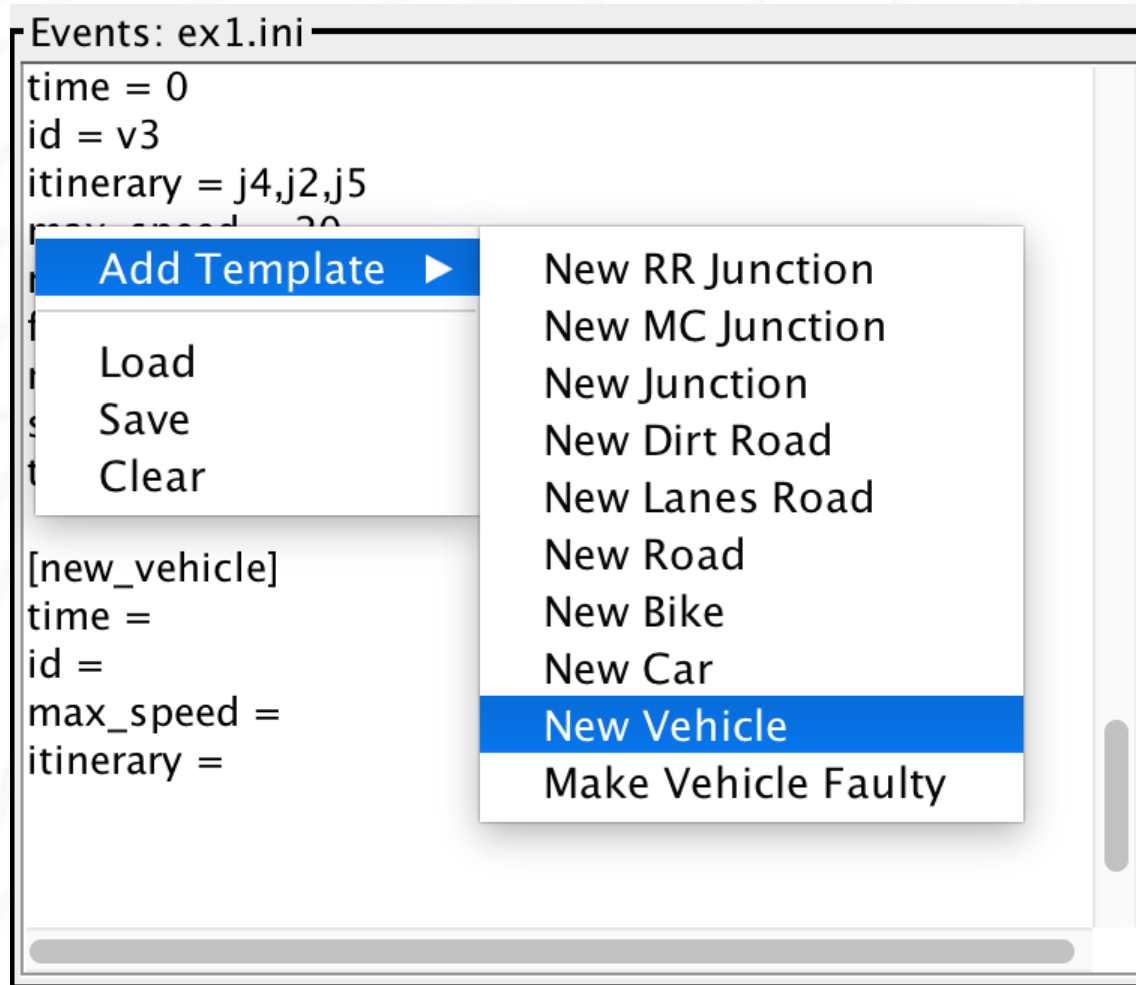 Events: ex1.ini
time = 0
id = v3
itinerary = j4,j2,j5
Add Template
Load
Save
Clear
New RR Junction
New MC Junction
New Junction
New Dirt Road
New Lanes Road
New Road
New Bike
New Car
New Vehicle
Make Vehicle Faulty
[new_vehicle]
time =
id =
max_speed =
itinerary =